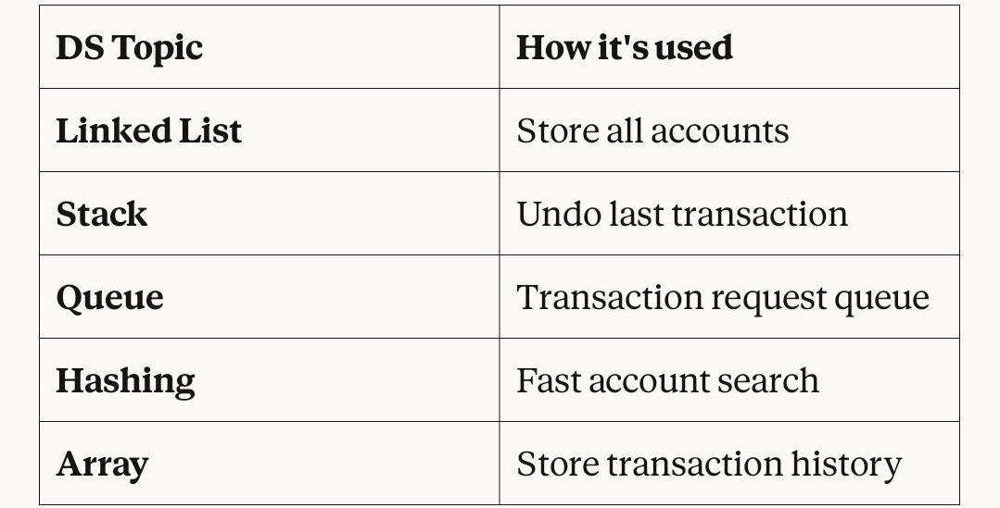 DS Topic How it's used
Linked List Store all accounts
Stack Undo last transaction
Queue Transaction request queue
Hashing Fast account search
Array Store transaction history